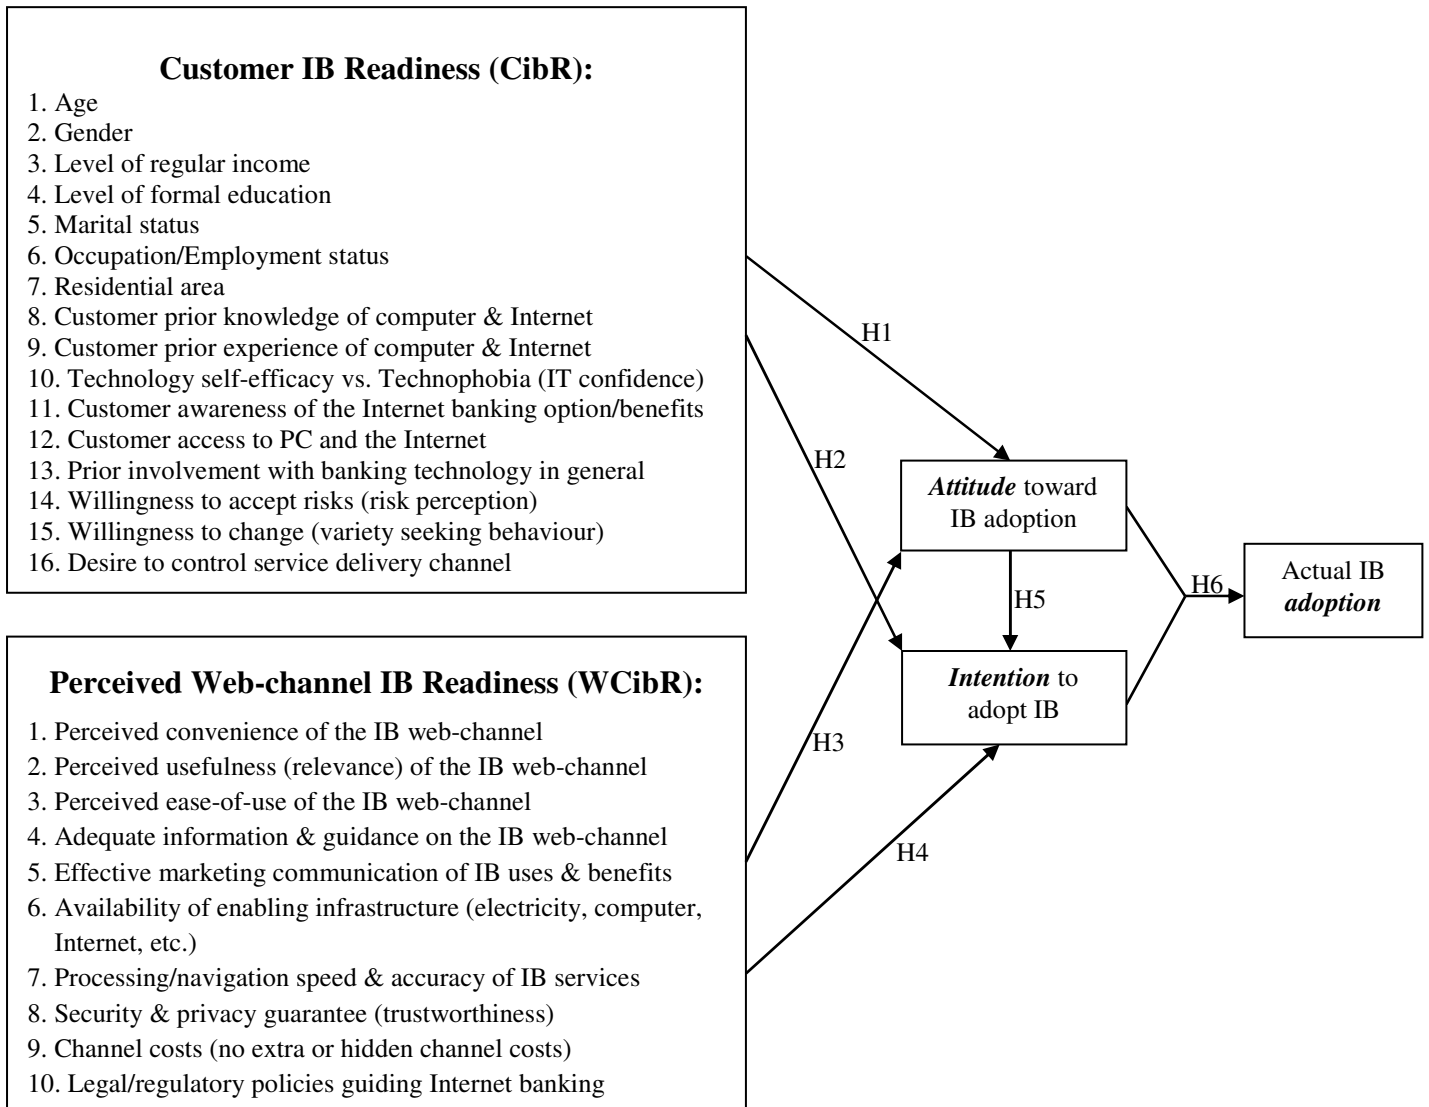 Customer IB Readiness (CibR):
1. Age
2. Gender
3. Level of regular income
4. Level of formal education
5. Marital status
6. Occupation/Employment status
7. Residential area
8. Customer prior knowledge of computer & Internet
9. Customer prior experience of computer & Internet
10. Technology self-efficacy vs. Technophobia (IT confidence)
11. Customer awareness of the Internet banking option/benefits
12. Customer access to PC and the Internet
13. Prior involvement with banking technology in general
14. Willingness to accept risks (risk perception)
15. Willingness to change (variety seeking behaviour)
16. Desire to control service delivery channel
Perceived Web-channel IB Readiness (WCibR):
1. Perceived convenience of the IB web-channel
2. Perceived usefulness (relevance) of the IB web-channel
3. Perceived ease-of-use of the IB web-channel
4. Adequate information & guidance on the IB web-channel
5. Effective marketing communication of IB uses & benefits
6. Availability of enabling infrastructure (electricity, computer,
Internet, etc.)
7. Processing/navigation speed & accuracy of IB services
8. Security & privacy guarantee (trustworthiness)
9. Channel costs (no extra or hidden channel costs)
10. Legal/regulatory policies guiding Internet banking
H1
H2
H3
H4
Attitude toward
IB adoption
H5
Intention to
adopt IB
H6
Actual IB
adoption